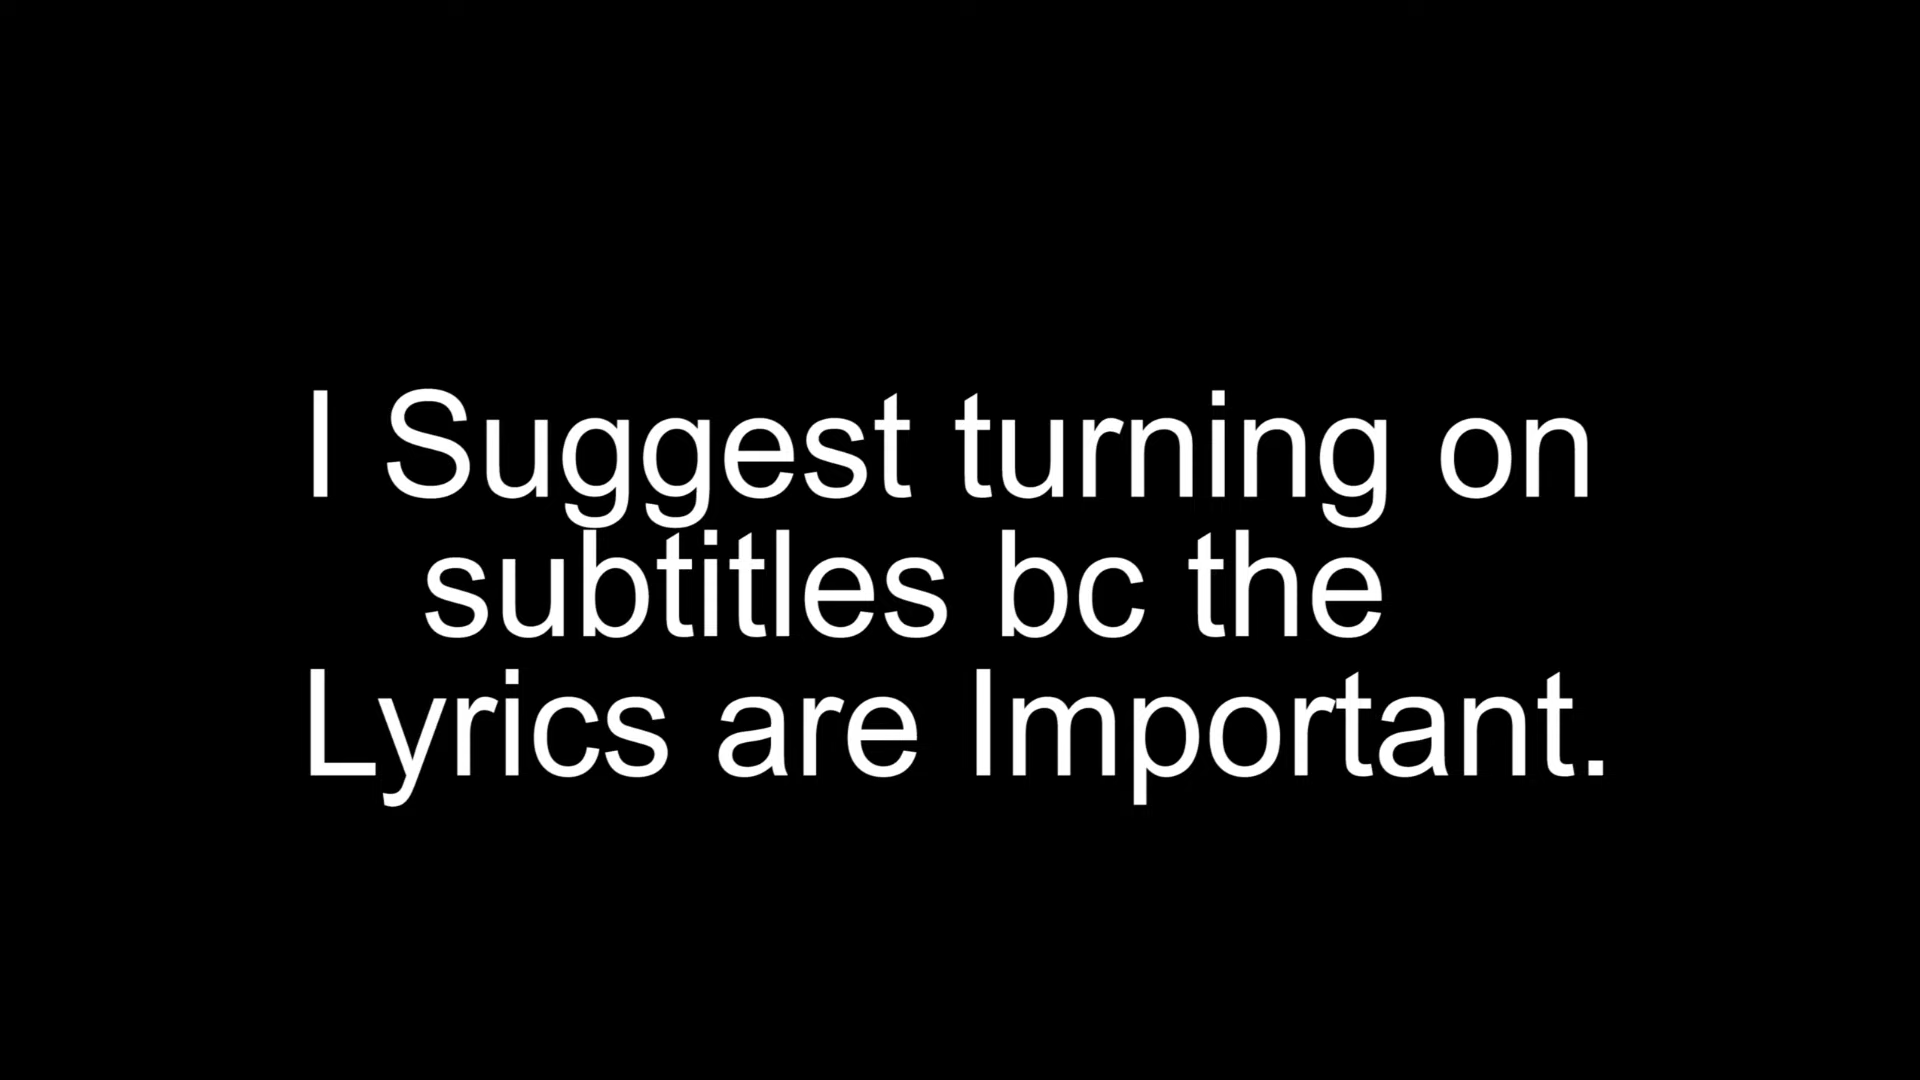 I Suggest turning on
subtitles bc the
Lyrics are Important.